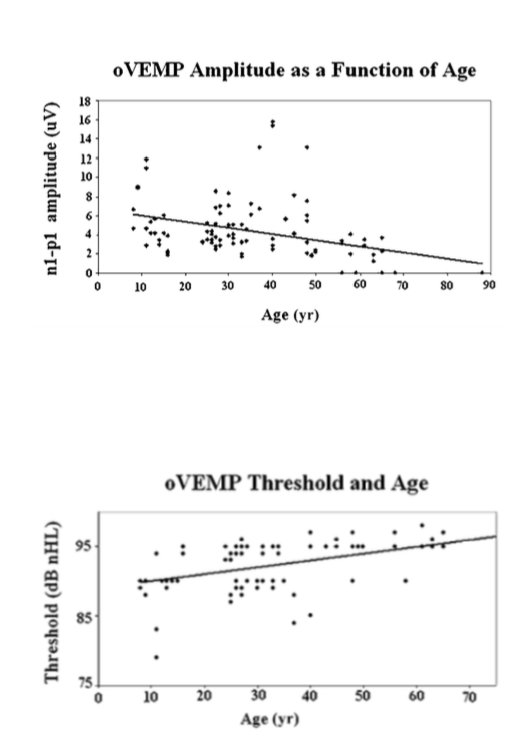 oVEMP Amplitude as a Function of Age
n1-p1 amplitude (uV)
18
16
14
12
10
8
6
4
2
0
0 10 20 30 40 50 60 70 80 90
Age (yr)
oVEMP Threshold and Age
Threshold (dB nHL)
95
85
75
0 10 20 30 40 50 60 70
Age (yr)